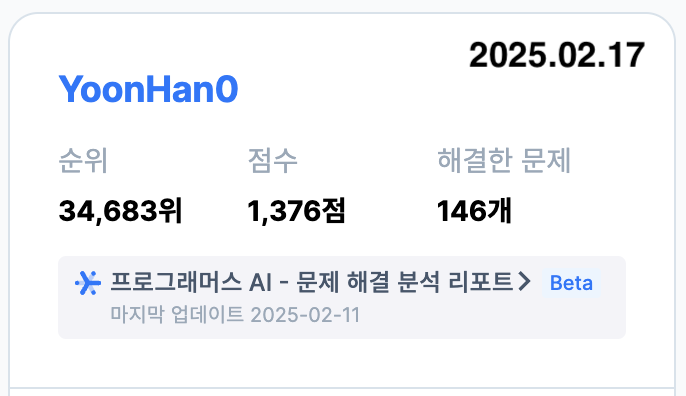 2025.02.17
YoonHan0
순위 점수 해결한 문제
34,683위 1,376점 146개
프로그래머스 AI - 문제 해결 분석 리포트 Beta
마지막 업데이트 2025-02-11